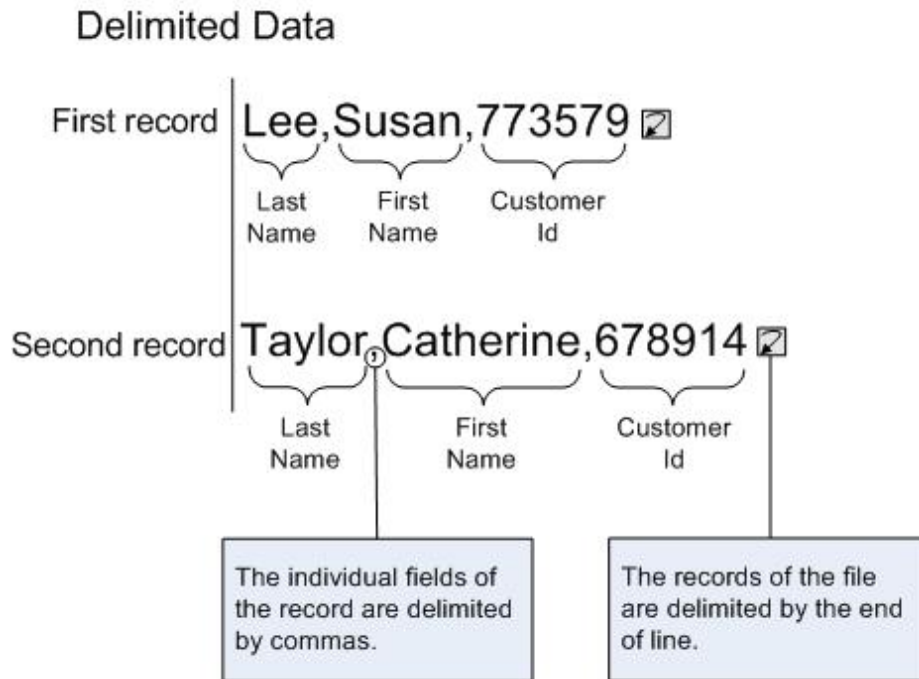 Delimited Data
First record
Lee,Susan,773579
Last
Name
First
Name
Customer
Id
Second record
Taylor,Catherine,678914
Last
Name
First
Name
Customer
Id
The individual fields of
the record are delimited
by commas.
The records of the file
are delimited by the end
of line.